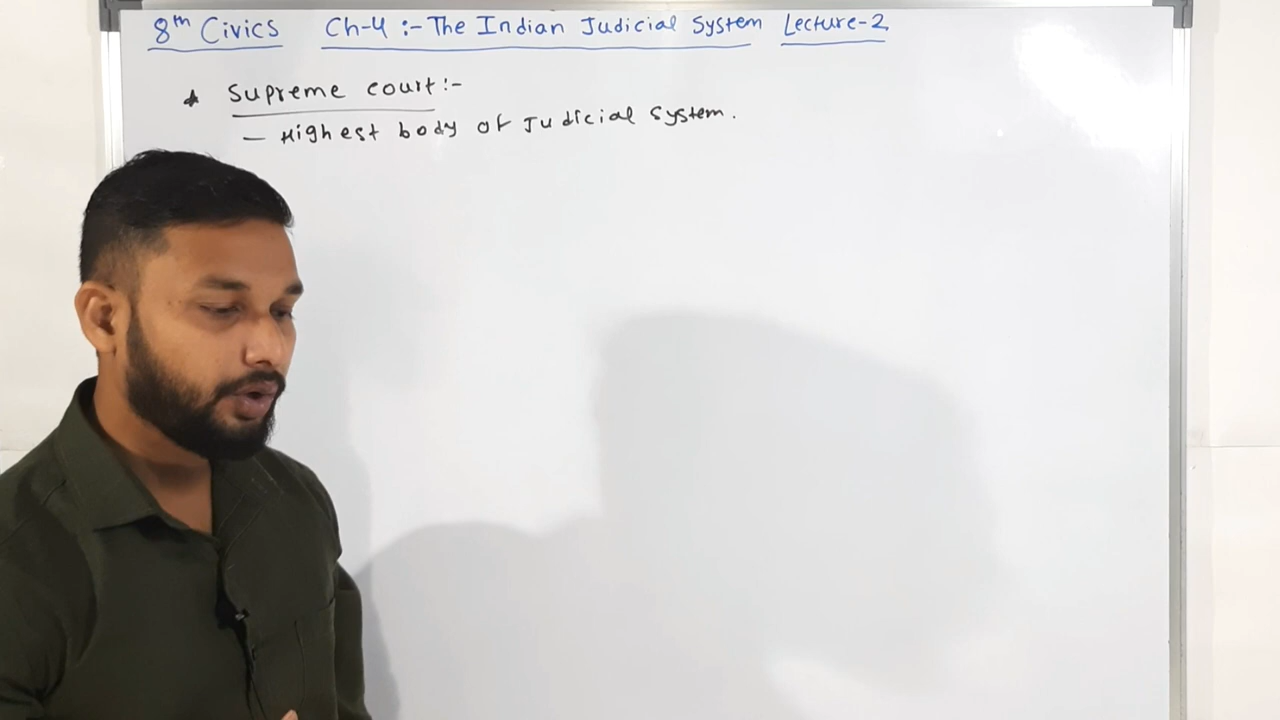 8th Civics Ch-4 :- The Indian Judicial System Lecture-2
* Supreme court:-
- Highest body of Judicial System.